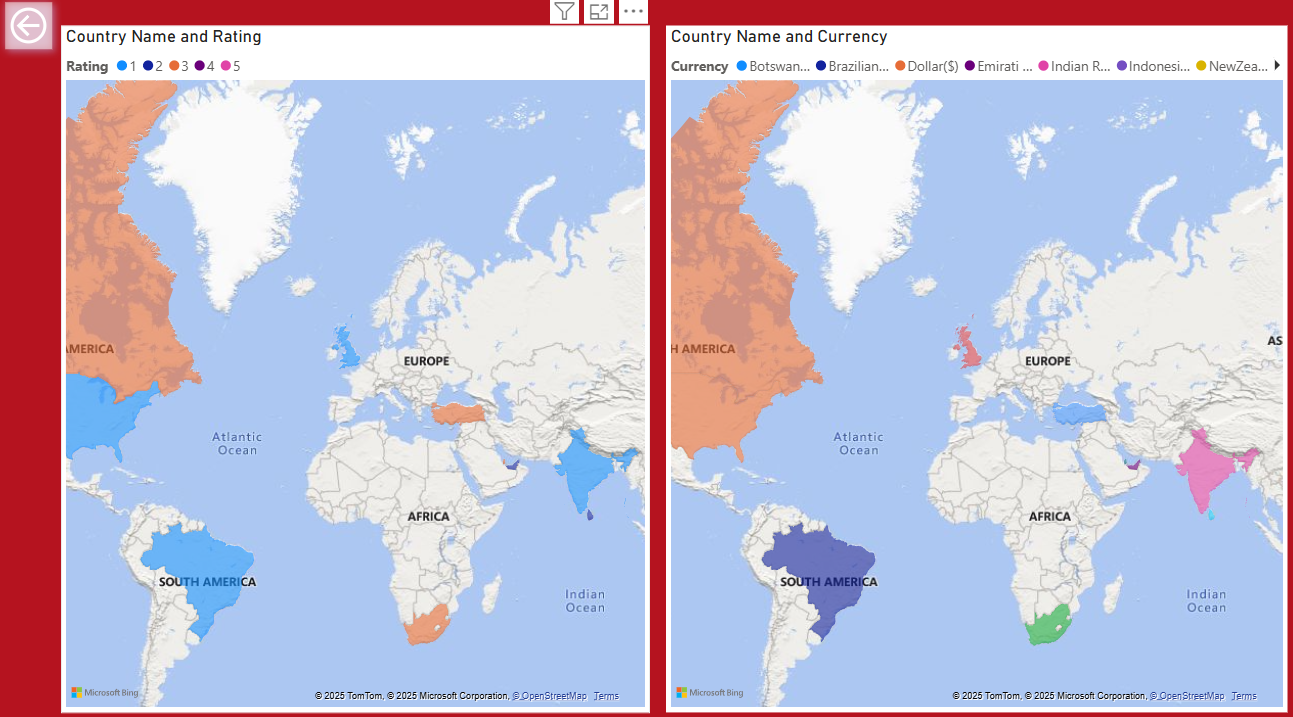 Country Name and Rating
Rating 1 2 3 4 5
AMERICA
EUROPE
Atlantic
Ocean
AFRICA
SOUTH AMERICA
Indian
Ocean
Microsoft Bing
© 2025 TomTom, © 2025 Microsoft Corporation, © OpenStreetMap Terms
Country Name and Currency
Currency Botswan... Brazilian... Dollar($) Emirati ... Indian R... Indonesi... NewZea...
H AMERICA
EUROPE
AS
Atlantic
Ocean
AFRICA
SOUTH AMERICA
Indian
Ocean
Microsoft Bing
© 2025 TomTom, © 2025 Microsoft Corporation, © OpenStreetMap Terms